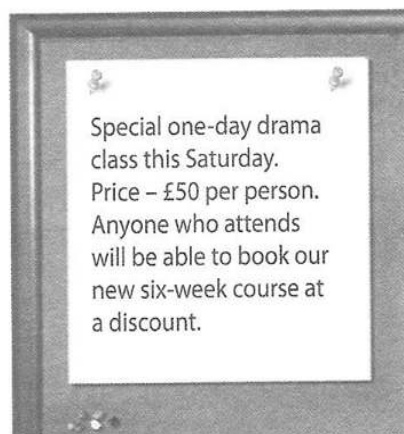 Special one-day drama
class this Saturday.
Price – £50 per person.
Anyone who attends
will be able to book our
new six-week course at
a discount.